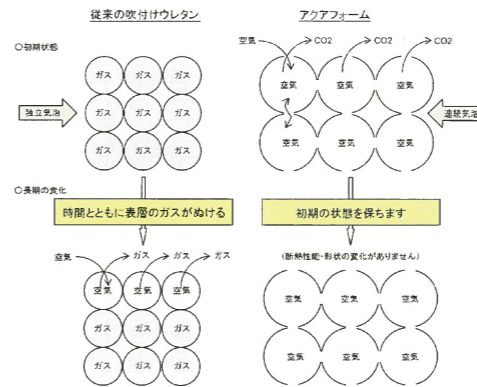 従来の吹付けウレタン
アクアフォーム
○初期状態
空気 CO2 CO2 CO2
ガス ガス ガス
空気 空気 空気
独立気泡
ガス ガス ガス
連続気泡
ガス ガス ガス
空気 空気 空気
○長期の変化
時間とともに表層のガスがぬける
初期の状態を保ちます
空気 ガス ガス ガス
(断熱性能・形状の変化がありません)
空気 空気 空気
空気 空気 空気
ガス ガス ガス
ガス ガス ガス
空気 空気 空気